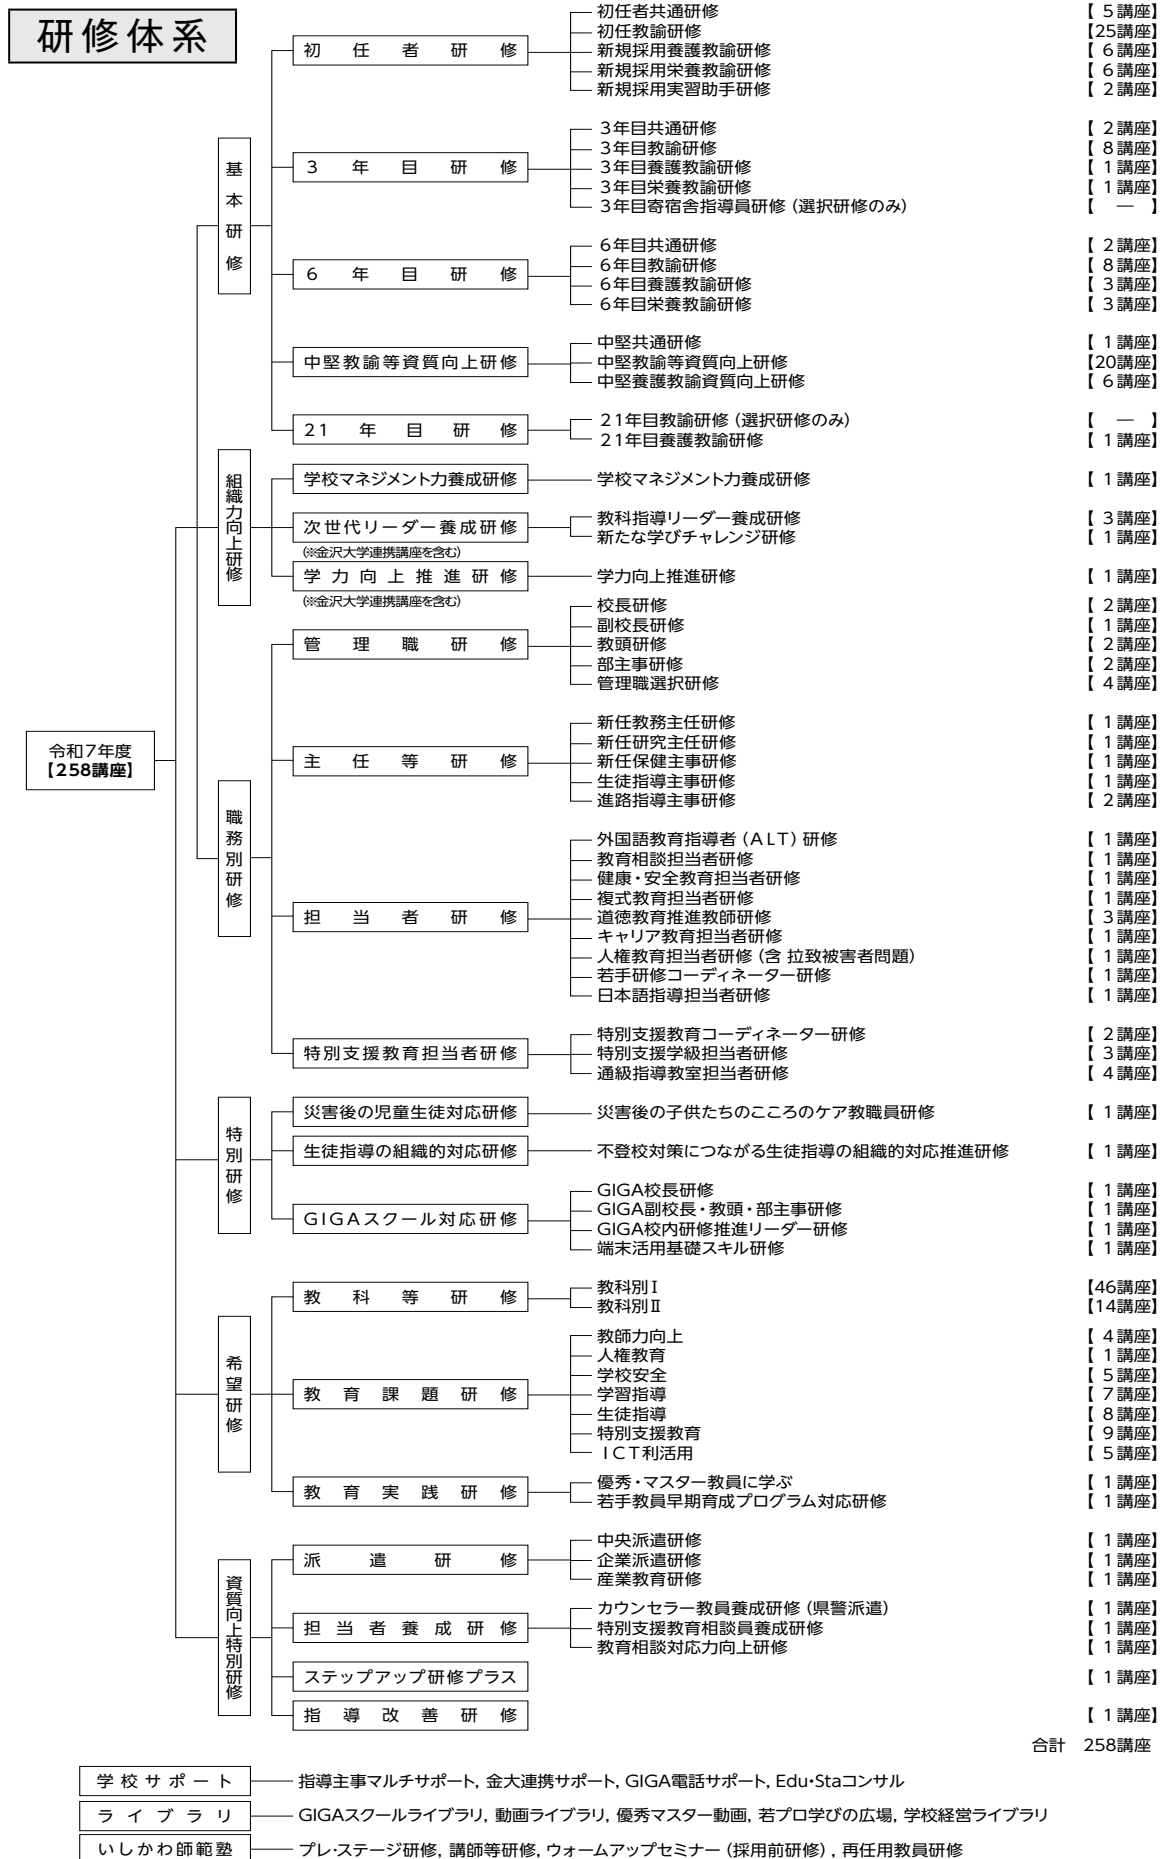 研修体系
令和7年度
【258講座】
基本研修
初任者研修
初任者共通研修 【 5講座】
初任教諭研修 【25講座】
新規採用養護教諭研修 【 6講座】
新規採用栄養教諭研修 【 6講座】
新規採用実習助手研修 【 2講座】
3年目研修
3年目共通研修 【 2講座】
3年目教諭研修 【 8講座】
3年目養護教諭研修 【 1講座】
3年目栄養教諭研修 【 1講座】
3年目寄宿舎指導員研修(選択研修のみ) 【 ― 】
6年目研修
6年目共通研修 【 2講座】
6年目教諭研修 【 8講座】
6年目養護教諭研修 【 3講座】
6年目栄養教諭研修 【 3講座】
中堅教諭等資質向上研修
中堅共通研修 【 1講座】
中堅教諭等資質向上研修 【20講座】
中堅養護教諭資質向上研修 【 6講座】
21年目研修
21年目教諭研修(選択研修のみ) 【 ― 】
21年目養護教諭研修 【 1講座】
組織力向上研修
学校マネジメント力養成研修
学校マネジメント力養成研修 【 1講座】
次世代リーダー養成研修
(※金沢大学連携講座を含む)
教科指導リーダー養成研修 【 3講座】
新たな学びチャレンジ研修 【 1講座】
学力向上推進研修
(※金沢大学連携講座を含む)
学力向上推進研修 【 1講座】
職務別研修
管理職研修
校長研修 【 2講座】
副校長研修 【 1講座】
教頭研修 【 2講座】
部主事研修 【 2講座】
管理職選択研修 【 4講座】
主任等研修
新任教務主任研修 【 1講座】
新任研究主任研修 【 1講座】
新任保健主事研修 【 1講座】
生徒指導主事研修 【 1講座】
進路指導主事研修 【 2講座】
担当者研修
外国語教育指導者(ALT)研修 【 1講座】
教育相談担当者研修 【 1講座】
健康・安全教育担当者研修 【 1講座】
複式教育担当者研修 【 1講座】
道徳教育推進教師研修 【 3講座】
キャリア教育担当者研修 【 1講座】
人権教育担当者研修(含 拉致被害者問題) 【 1講座】
若手研修コーディネーター研修 【 1講座】
日本語指導担当者研修 【 1講座】
特別支援教育担当者研修
特別支援教育コーディネーター研修 【 2講座】
特別支援学級担当者研修 【 3講座】
通級指導教室担当者研修 【 4講座】
特別研修
災害後の児童生徒対応研修
災害後の子供たちのこころのケア教職員研修 【 1講座】
生徒指導の組織的対応研修
不登校対策につながる生徒指導の組織的対応推進研修 【 1講座】
GIGAスクール対応研修
GIGA校長研修 【 1講座】
GIGA副校長・教頭・部主事研修 【 1講座】
GIGA校内研修推進リーダー研修 【 1講座】
端末活用基礎スキル研修 【 1講座】
希望研修
教科等研修
教科別Ⅰ 【46講座】
教科別Ⅱ 【14講座】
教育課題研修
教師力向上 【 4講座】
人権教育 【 1講座】
学校安全 【 5講座】
学習指導 【 7講座】
生徒指導 【 8講座】
特別支援教育 【 9講座】
ICT利活用 【 5講座】
教育実践研修
優秀・マスター教員に学ぶ 【 1講座】
若手教員早期育成プログラム対応研修 【 1講座】
資質向上特別研修
派遣研修
中央派遣研修 【 1講座】
企業派遣研修 【 1講座】
産業教育研修 【 1講座】
担当者養成研修
カウンセラー教員養成研修(県警派遣) 【 1講座】
特別支援教育相談員養成研修 【 1講座】
教育相談対応力向上研修 【 1講座】
ステップアップ研修プラス 【 1講座】
指導改善研修 【 1講座】
合計 258講座
学校サポート 指導主事マルチサポート, 金大連携サポート, GIGA電話サポート, Edu・Staコンサル
ライブラリ GIGAスクールライブラリ, 動画ライブラリ, 優秀マスター動画, 若プロ学びの広場, 学校経営ライブラリ
いしかわ師範塾 プレ・ステージ研修, 講師等研修, ウォームアップセミナー(採用前研修), 再任用教員研修